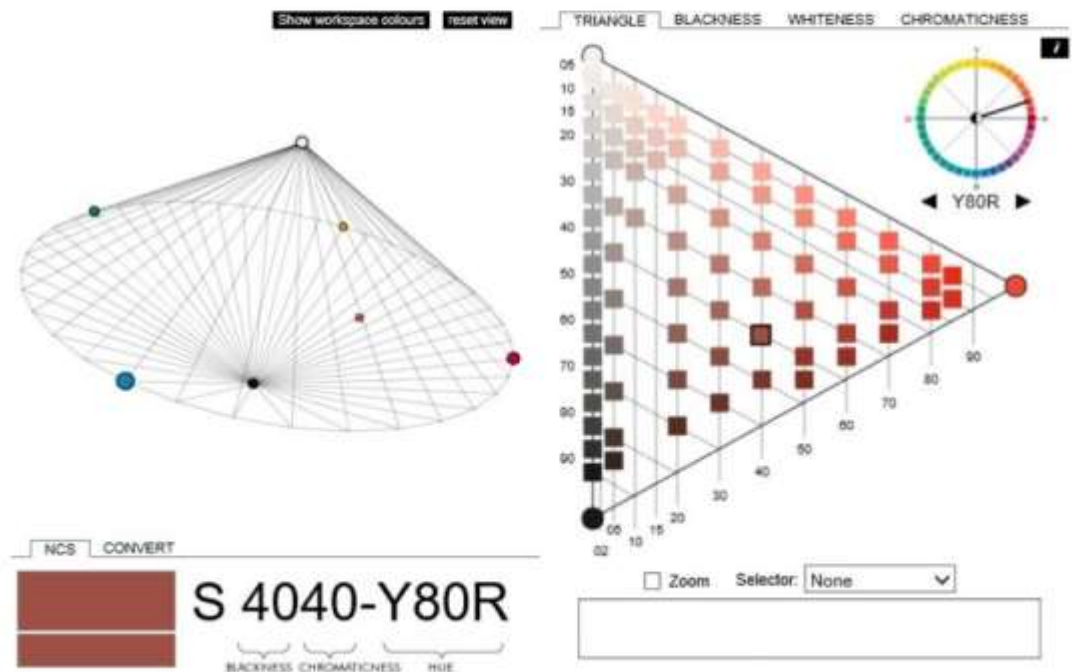 Show workspace colours
reset view
TRIANGLE BLACKNESS WHITENESS CHROMATICNESS
i
Y80R
05
10
15
20
30
40
50
60
70
80
90
90
80
70
60
50
40
30
20
15
10
05
02
NCS CONVERT
S 4040-Y80R
BLACKNESS CHROMATICNESS HUE
Zoom Selector: None